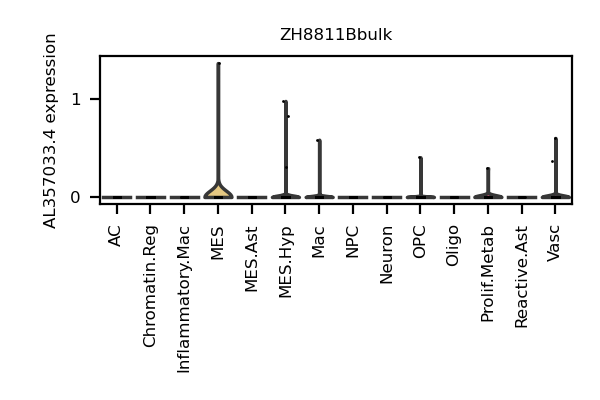 ZH8811Bbulk
AL357033.4 expression
1
0
AC
Chromatin.Reg
Inflammatory.Mac
MES
MES.Ast
MES.Hyp
Mac
NPC
Neuron
OPC
Oligo
Prolif.Metab
Reactive.Ast
Vasc